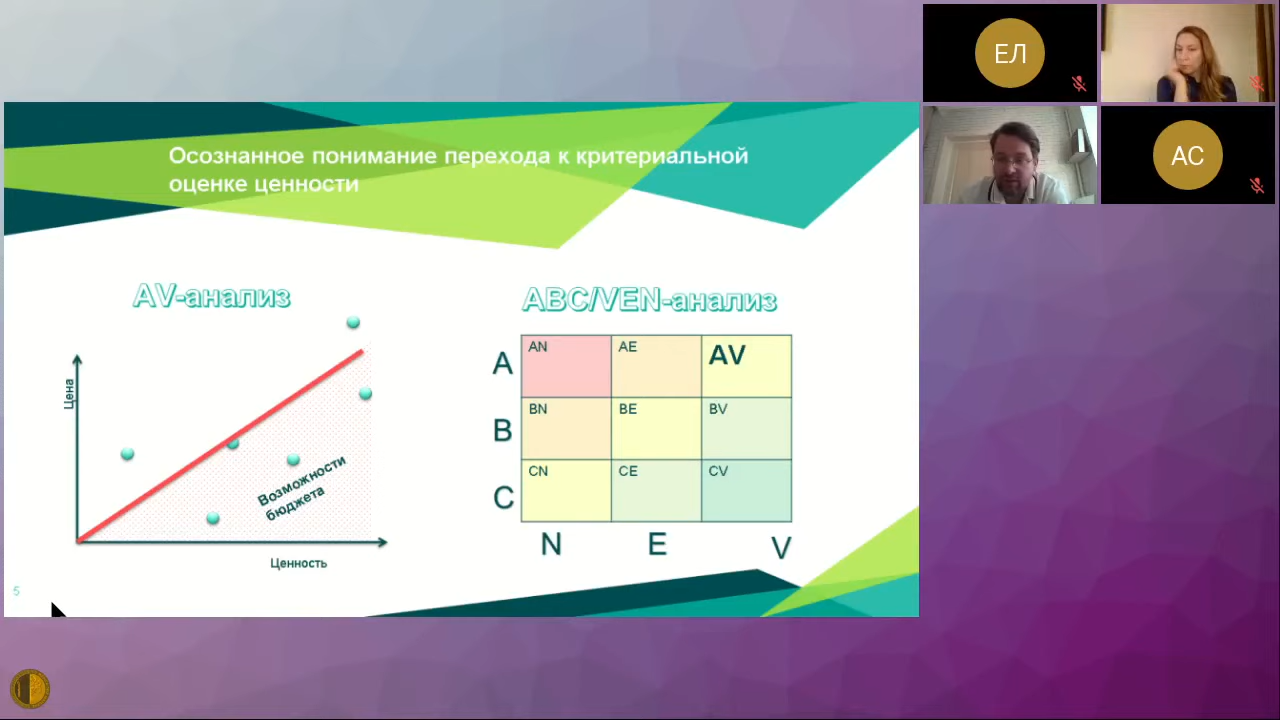 ЕЛ
АС
Осознанное понимание перехода к критериальной
оценке ценности
AV-анализ
Цена
Возможности
бюджета
Ценность
ABC/VEN-анализ
A
AN
AE
AV
B
BN
BE
BV
C
CN
CE
CV
N
E
V
5